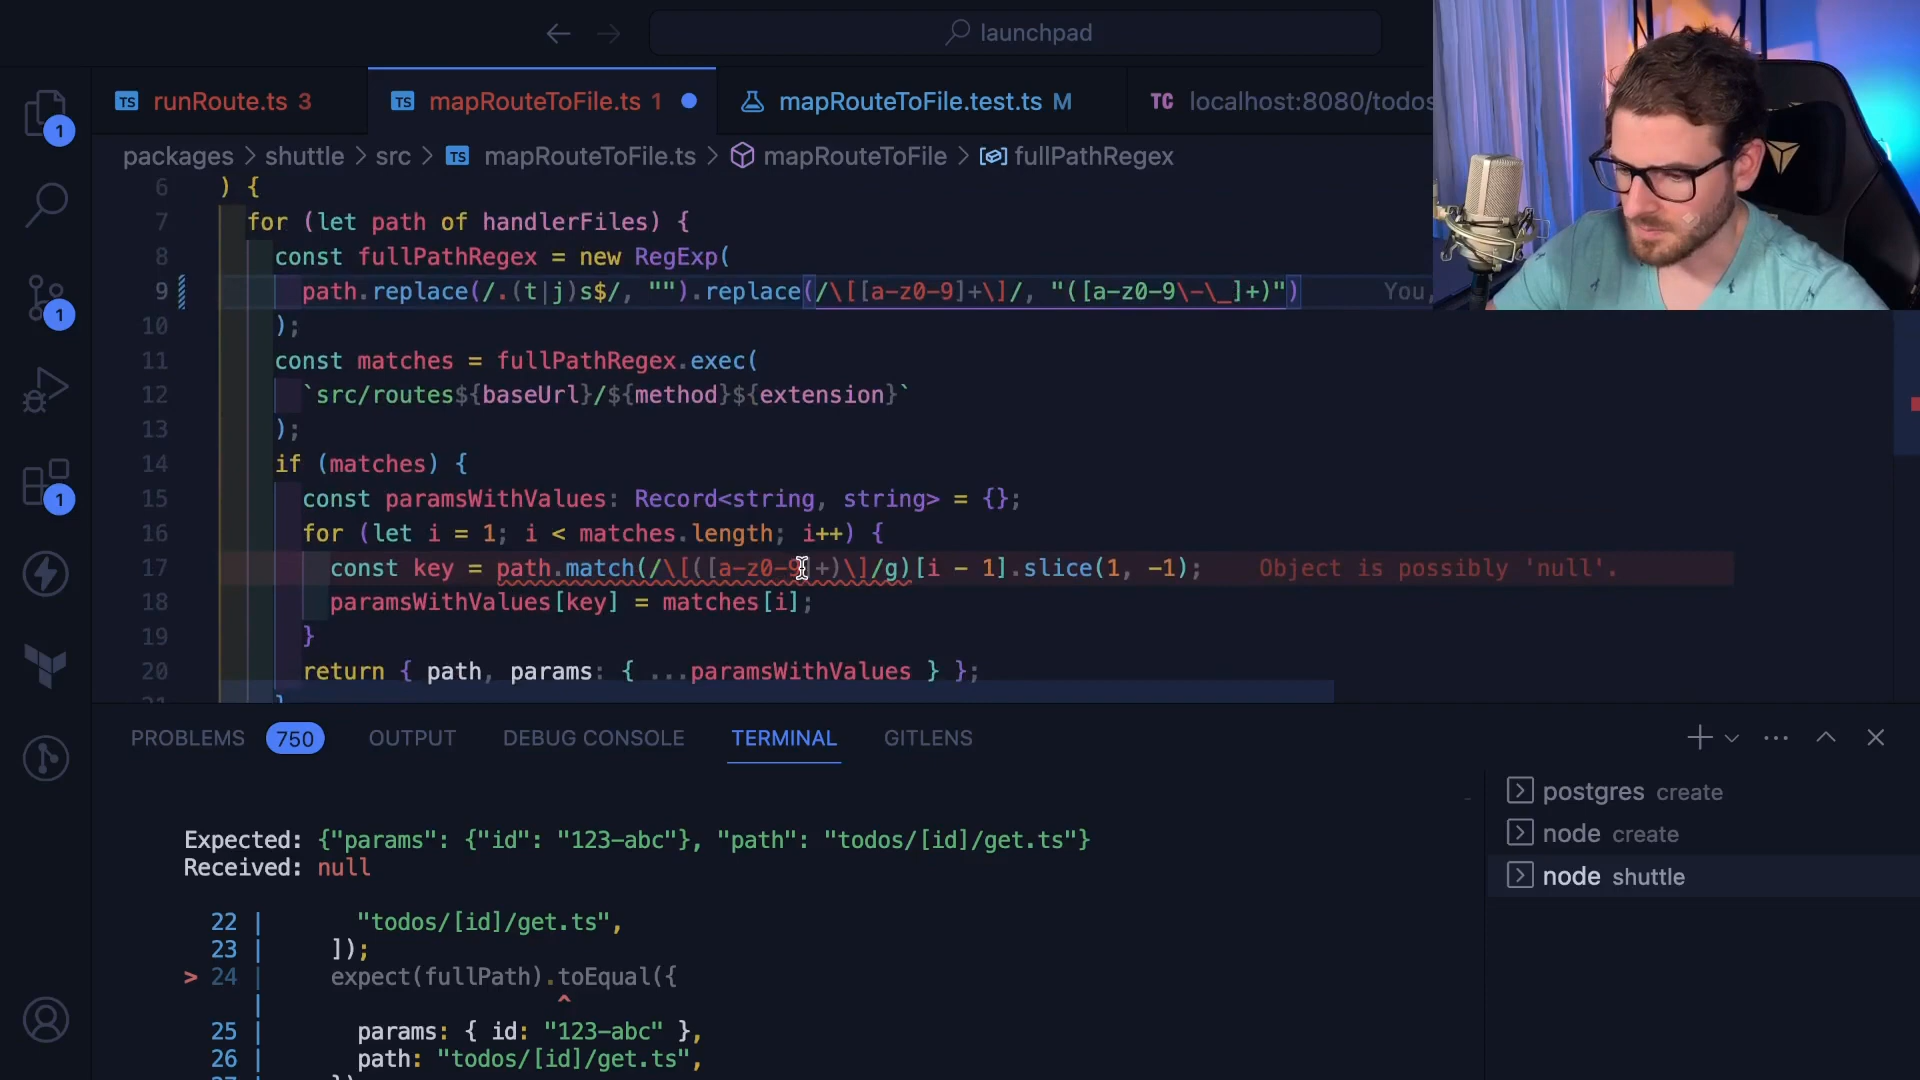 launchpad
runRoute.ts 3
mapRouteToFile.ts 1
mapRouteToFile.test.ts M
TC localhost:8080/todos
packages > shuttle > src > TS mapRouteToFile.ts > mapRouteToFile > fullPathRegex
6 ) {
7 for (let path of handlerFiles) {
8 const fullPathRegex = new RegExp(
9 path.replace(/.(t|j)s$/, "").replace(/\[[a-z0-9]+\]/, "([a-z0-9\-\_]+)") You,
10 );
11 const matches = fullPathRegex.exec(
12 `src/routes${baseUrl}/${method}${extension}`
13 );
14 if (matches) {
15 const paramsWithValues: Record<string, string> = {};
16 for (let i = 1; i < matches.length; i++) {
17 const key = path.match(/\[([a-z0-9]+)\]/g)[i - 1].slice(1, -1); Object is possibly 'null'.
18 paramsWithValues[key] = matches[i];
19 }
20 return { path, params: { ...paramsWithValues } };
PROBLEMS 750 OUTPUT DEBUG CONSOLE TERMINAL GITLENS
Expected: {"params": {"id": "123-abc"}, "path": "todos/[id]/get.ts"}
Received: null
22 | "todos/[id]/get.ts",
23 | ]);
> 24 | expect(fullPath).toEqual({
| ^
25 | params: { id: "123-abc" },
26 | path: "todos/[id]/get.ts",
postgres create
node create
node shuttle
1
1
1